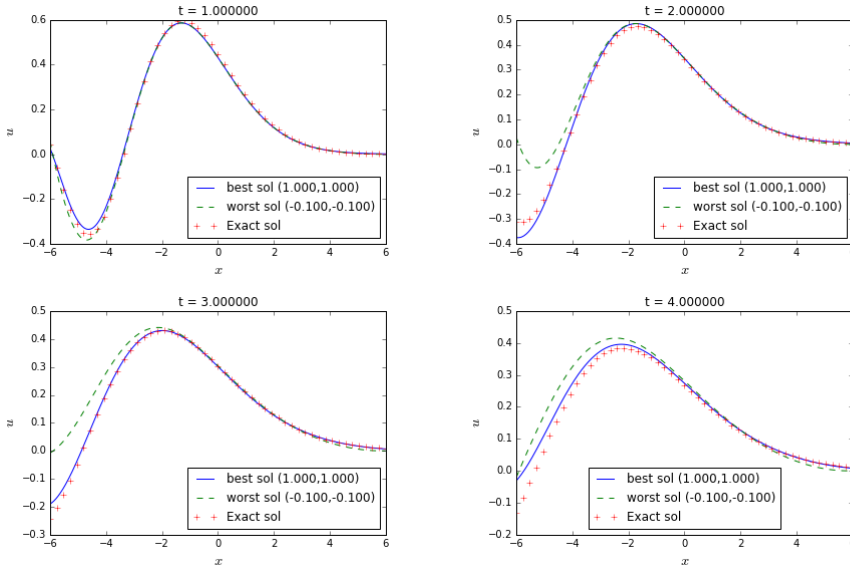 t = 1.000000
0.6
0.4
0.2
0.0
−0.2
−0.4
u
−6 −4 −2 0 2 4 6
x
best sol (1.000,1.000)
worst sol (-0.100,-0.100)
Exact sol
t = 2.000000
0.5
0.4
0.3
0.2
0.1
0.0
−0.1
−0.2
−0.3
−0.4
u
−6 −4 −2 0 2 4 6
x
best sol (1.000,1.000)
worst sol (-0.100,-0.100)
Exact sol
t = 3.000000
0.5
0.4
0.3
0.2
0.1
0.0
−0.1
−0.2
−0.3
u
−6 −4 −2 0 2 4 6
x
best sol (1.000,1.000)
worst sol (-0.100,-0.100)
Exact sol
t = 4.000000
0.5
0.4
0.3
0.2
0.1
0.0
−0.1
−0.2
u
−6 −4 −2 0 2 4 6
x
best sol (1.000,1.000)
worst sol (-0.100,-0.100)
Exact sol